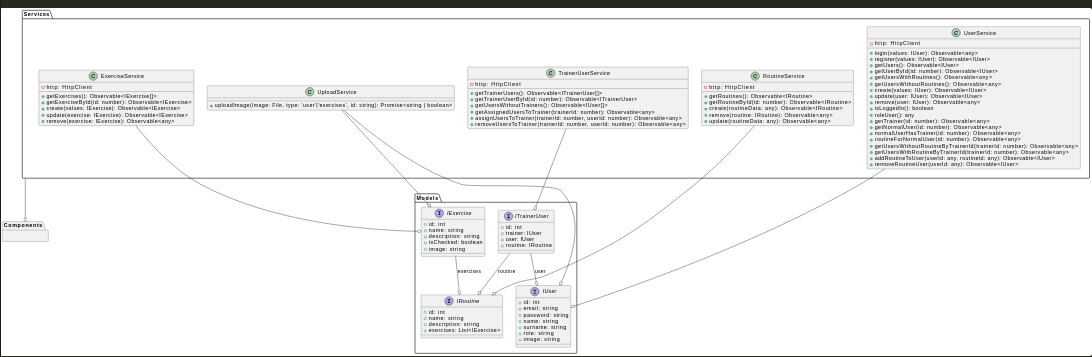 Services
C ExerciseService
http: HttpClient
getExercises(): Observable<IExercise[]>
getExerciseById(id: number): Observable<IExercise>
create(values: IExercise): Observable<IExercise>
update(exercise: IExercise): Observable<any>
remove(exercise: IExercise): Observable<any>
C UploadService
uploadImage(image: File, type: 'user'|'exercises', id: string): Promise<string | boolean>
C TrainerUserService
http: HttpClient
getTrainerUsers(): Observable<ITrainerUser[]>
getTrainerUserById(id: number): Observable<ITrainerUser>
getUsersWithoutTrainers(): Observable<IUser[]>
getAssignedUsersToTrainer(trainerId: number): Observable<any>
assignUsersToTrainer(trainerId: number, userId: number): Observable<any>
removeUsersToTrainer(trainerId: number, userId: number): Observable<any>
C RoutineService
http: HttpClient
getRoutines(): Observable<IRoutine>
getRoutineById(id: number): Observable<IRoutine>
create(routineData: any): Observable<IRoutine>
remove(routine: IRoutine): Observable<any>
update(routineData: any): Observable<any>
C UserService
http: HttpClient
login(values: IUser): Observable<any>
register(values: IUser): Observable<any>
getUsers(): Observable<IUser>
getUserById(id: number): Observable<IUser>
getUsersWithRoutines(): Observable<any>
getUsersWithoutRoutines(): Observable<any>
create(values: IUser): Observable<IUser>
update(user: IUser): Observable<any>
remove(user: IUser): Observable<any>
isLoggedIn(): boolean
roleUser(): any
getTrainer(id: number): Observable<any>
getNormalUser(id: number): Observable<any>
normalUserHasTrainer(id: number): Observable<any>
routineForNormalUser(id: number): Observable<any>
getUsersWithoutRoutineByTrainerId(trainerId: number): Observable<any>
getUsersWithRoutineByTrainerId(trainerId: number): Observable<any>
addRoutineToUser(userId: any, routineId: any): Observable<IUser>
removeRoutineUser(userId: any): Observable<IUser>
Components
Models
I IExercise
id: int
name: string
description: string
isChecked: boolean
image: string
I ITrainerUser
id: int
trainer: IUser
user: IUser
routine: IRoutine
exercises
routine
user
I IRoutine
id: int
name: string
description: string
exercises: List<IExercise>
I IUser
id: int
email: string
password: string
name: string
surname: string
role: string
image: string